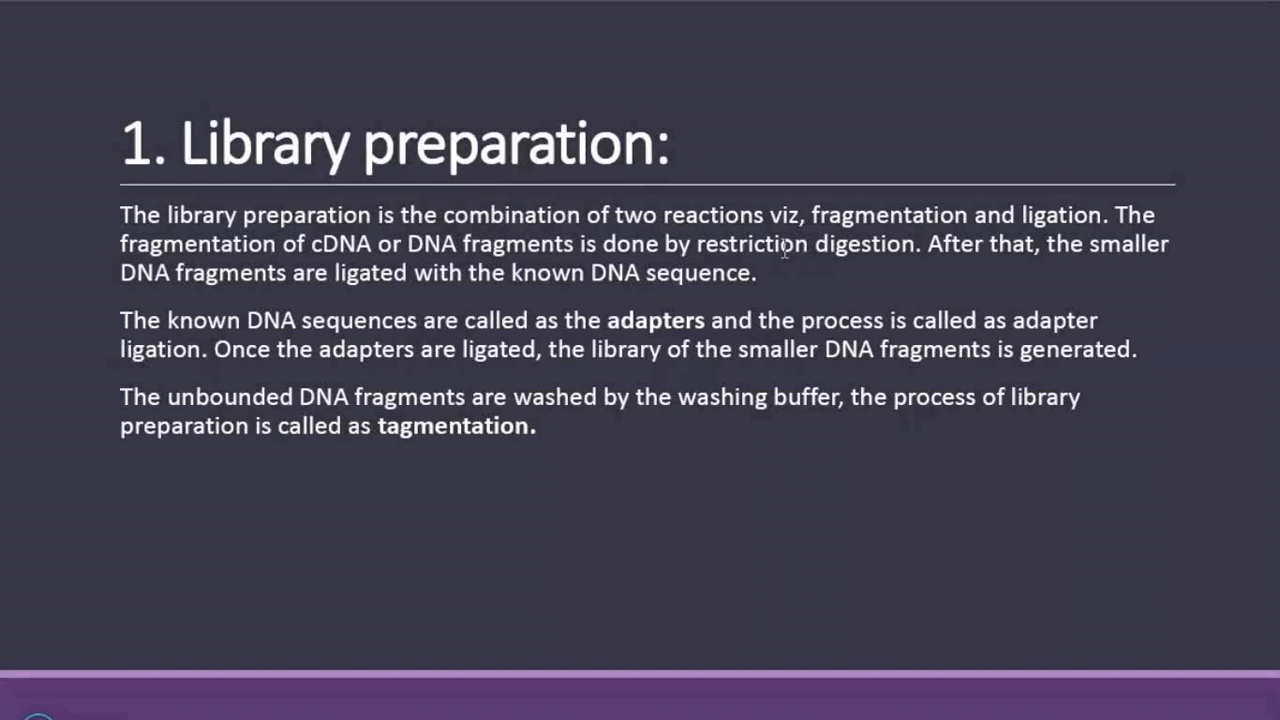 1. Library preparation:
The library preparation is the combination of two reactions viz, fragmentation and ligation. The
fragmentation of cDNA or DNA fragments is done by restriction digestion. After that, the smaller
DNA fragments are ligated with the known DNA sequence.
The known DNA sequences are called as the adapters and the process is called as adapter
ligation. Once the adapters are ligated, the library of the smaller DNA fragments is generated.
The unbounded DNA fragments are washed by the washing buffer, the process of library
preparation is called as tagmentation.